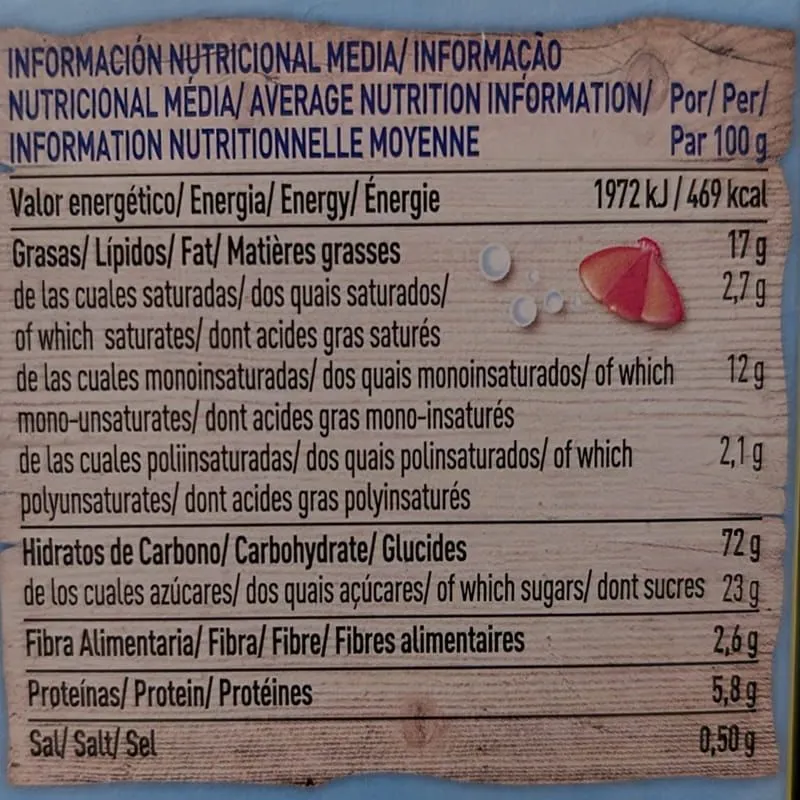 INFORMACIÓN NUTRICIONAL MEDIA/ INFORMAÇÃO
NUTRICIONAL MÉDIA/ AVERAGE NUTRITION INFORMATION/ Por/ Per/
INFORMATION NUTRITIONNELLE MOYENNE Par 100 g
Valor energético/ Energia/ Energy/ Énergie 1972 kJ / 469 kcal
Grasas/ Lípidos/ Fat/ Matières grasses 17 g
de las cuales saturadas/ dos quais saturados/ 2,7 g
of which saturates/ dont acides gras saturés
de las cuales monoinsaturadas/ dos quais monoinsaturados/ of which 12 g
mono-unsaturates/ dont acides gras mono-insaturés
de las cuales poliinsaturadas/ dos quais polinsaturados/ of which 2,1 g
polyunsaturates/ dont acides gras polyinsaturés
Hidratos de Carbono/ Carbohydrate/ Glucides 72 g
de los cuales azúcares/ dos quais açúcares/ of which sugars/ dont sucres 23 g
Fibra Alimentaria/ Fibra/ Fibre/ Fibres alimentaires 2,6 g
Proteínas/ Protein/ Protéines 5,8 g
Sal/ Salt/ Sel 0,50 g